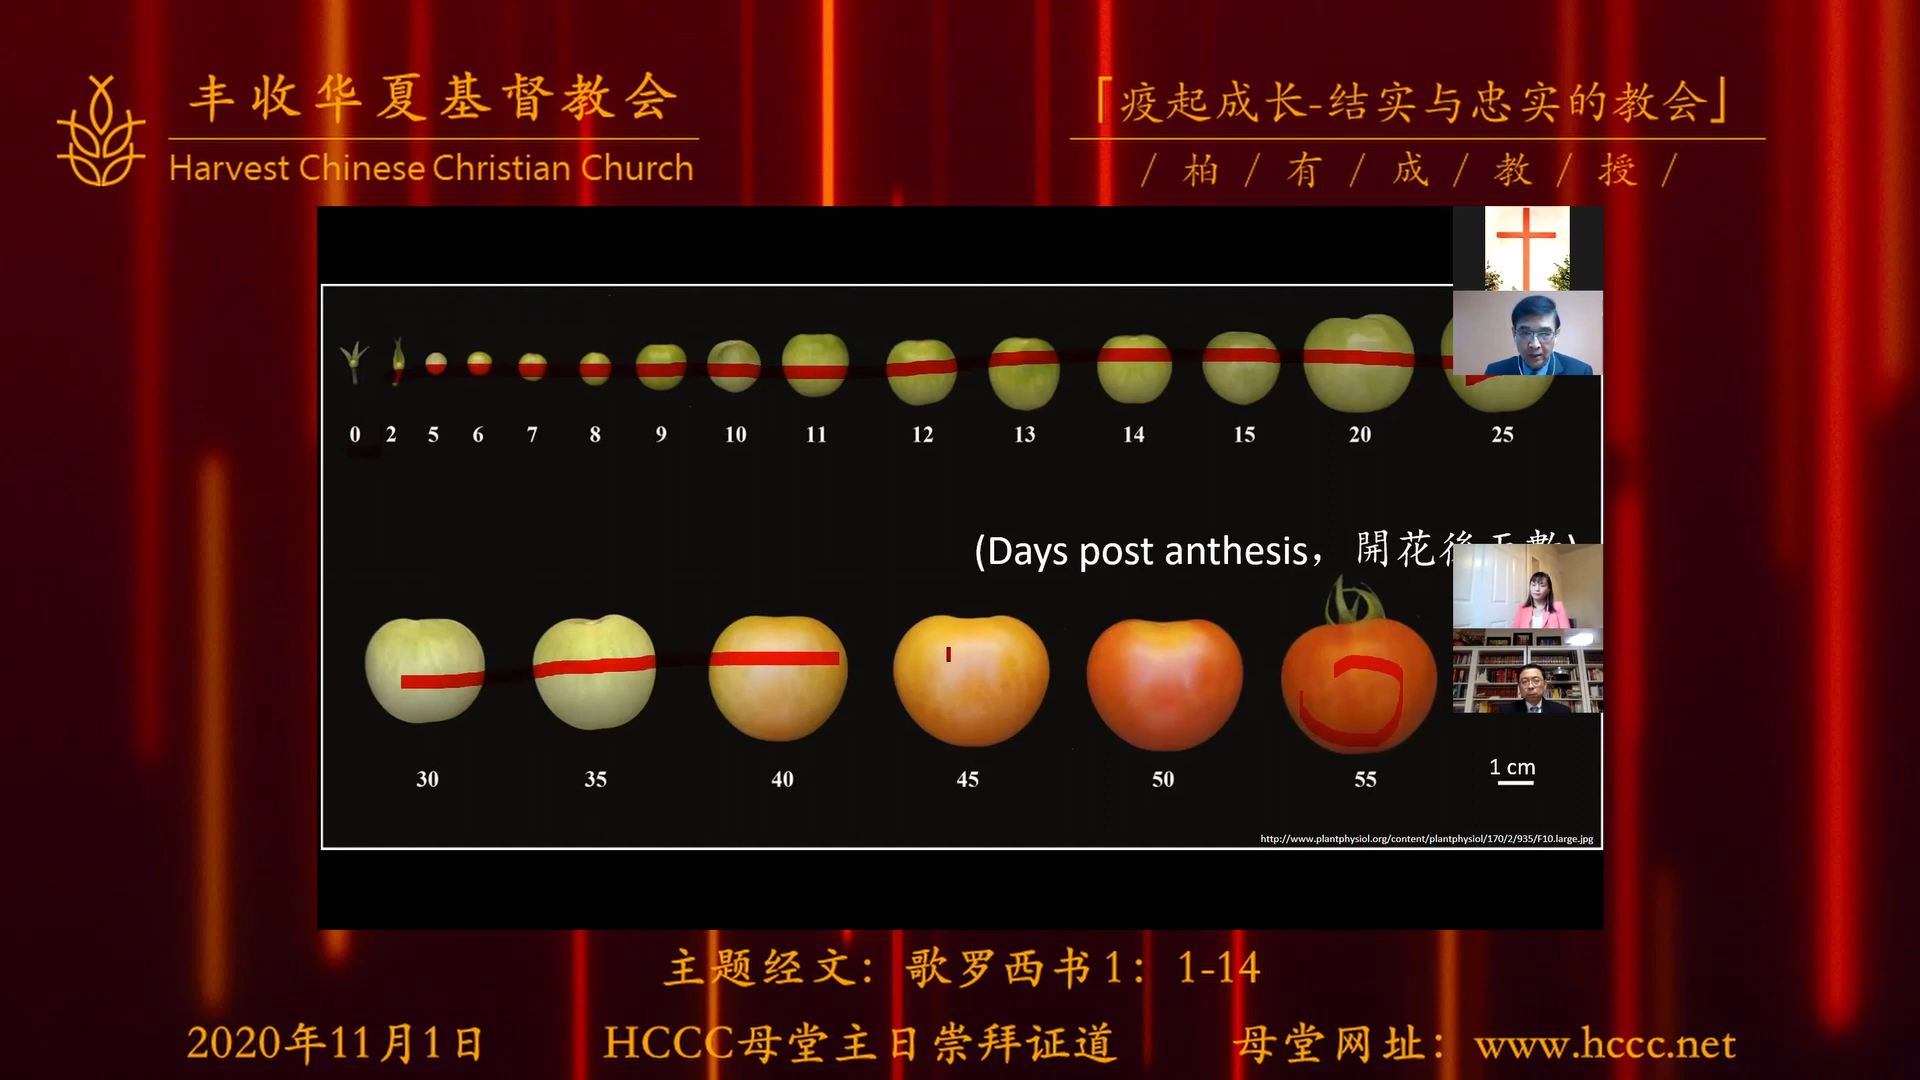 丰收华夏基督教会
Harvest Chinese Christian Church
「疫起成长-结实与忠实的教会」
/ 柏 / 有 / 成 / 教 / 授 /
0 2 5 6 7 8 9 10 11 12 13 14 15 20 25
(Days post anthesis， 開花後天數)
30 35 40 45 50 55
1 cm
http://www.plantphysiol.org/content/plantphysiol/170/2/935/F10.large.jpg
主题经文：歌罗西书1：1-14
2020年11月1日 HCCC母堂主日崇拜证道 母堂网址：www.hccc.net